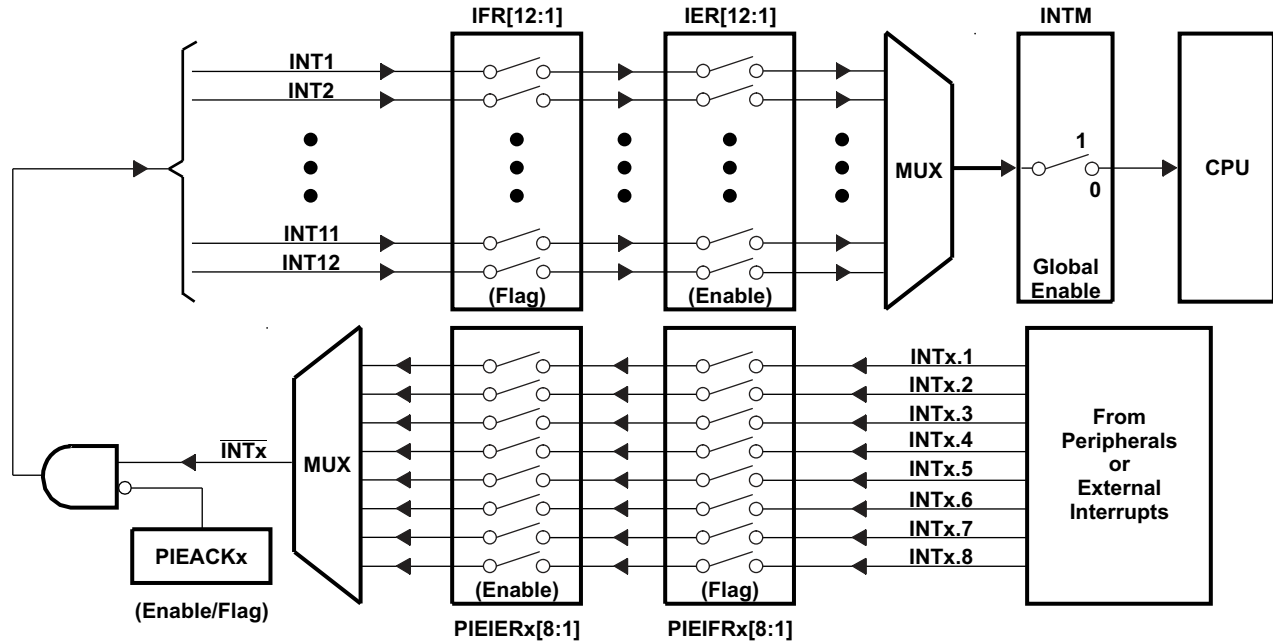 IFR[12:1]
IER[12:1]
INTM
INT1
INT2
1
MUX
CPU
0
INT11
INT12
Global
Enable
(Flag)
(Enable)
INTx.1
INTx.2
INTx.3
INTx.4
INTx.5
INTx.6
INTx.7
INTx.8
From
Peripherals
or
External
Interrupts
INTx
MUX
PIEACKx
(Enable)
(Flag)
(Enable/Flag)
PIEIERx[8:1]
PIEIFRx[8:1]